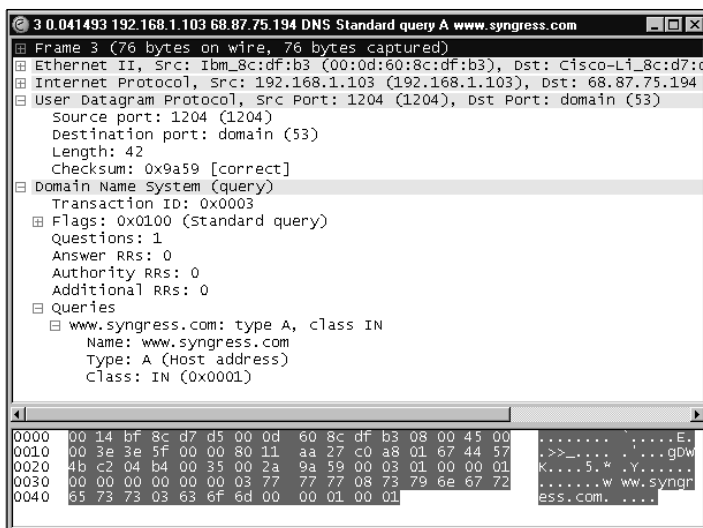 3 0.041493 192.168.1.103 68.87.75.194 DNS Standard query A www.syngress.com
Frame 3 (76 bytes on wire, 76 bytes captured)
Ethernet II, Src: Ibm_8c:df:b3 (00:0d:60:8c:df:b3), Dst: Cisco-Li_8c:d7:
Internet Protocol, Src: 192.168.1.103 (192.168.1.103), Dst: 68.87.75.194
User Datagram Protocol, Src Port: 1204 (1204), Dst Port: domain (53)
Source port: 1204 (1204)
Destination port: domain (53)
Length: 42
Checksum: 0x9a59 [correct]
Domain Name System (query)
Transaction ID: 0x0003
Flags: 0x0100 (Standard query)
Questions: 1
Answer RRs: 0
Authority RRs: 0
Additional RRs: 0
Queries
www.syngress.com: type A, class IN
Name: www.syngress.com
Type: A (Host address)
Class: IN (0x0001)
0000 00 14 bf 8c d7 d5 00 0d 60 8c df b3 08 00 45 00 ........ `.....E.
0010 00 3e 3e 5f 00 00 80 11 aa 27 c0 a8 01 67 44 57 .>>_.... .'...gDW
0020 4b c2 04 b4 00 35 00 2a 9a 59 00 03 01 00 00 01 K....5.* .Y......
0030 00 00 00 00 00 00 03 77 77 77 08 73 79 6e 67 72 .......w ww.syngr
0040 65 73 73 03 63 6f 6d 00 00 01 00 01 ess.com. ....